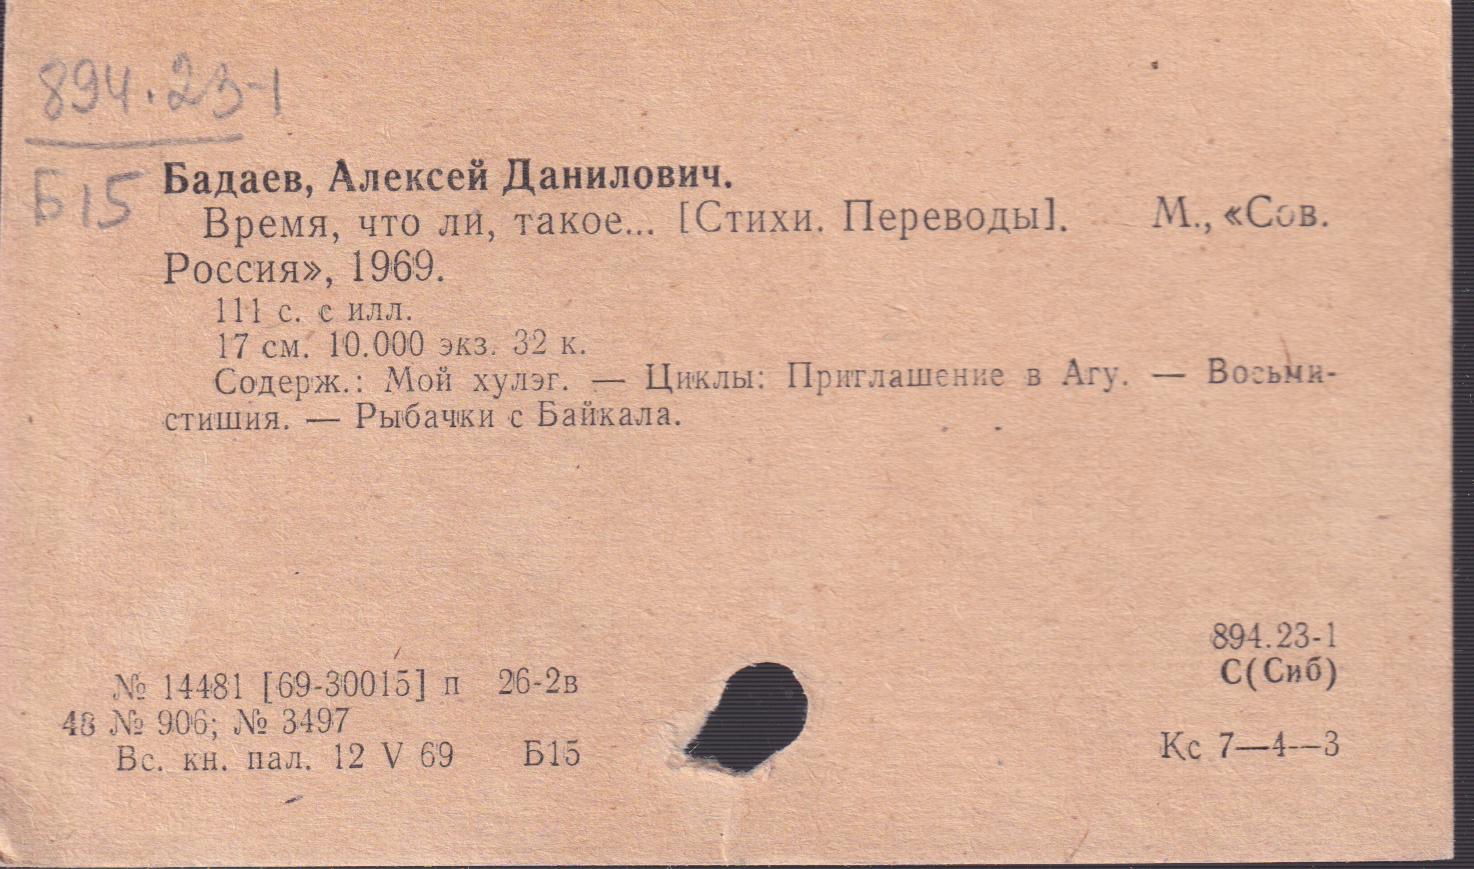 894.23-1
Б15
Бадаев, Алексей Данилович.
Время, что ли, такое... [Стихи. Переводы]. М., «Сов.
Россия», 1969.
111 с. с илл.
17 см. 10.000 экз. 32 к.
Содерж.: Мой хулэг. — Циклы: Приглашение в Агу. — Восьми-
стишия. — Рыбачки с Байкала.
894.23-1
С(Сиб)
№ 14481 [69-30015] п 26-2в
48 № 906; № 3497
Вс. кн. пал. 12 V 69 Б15
Кс 7—4—3